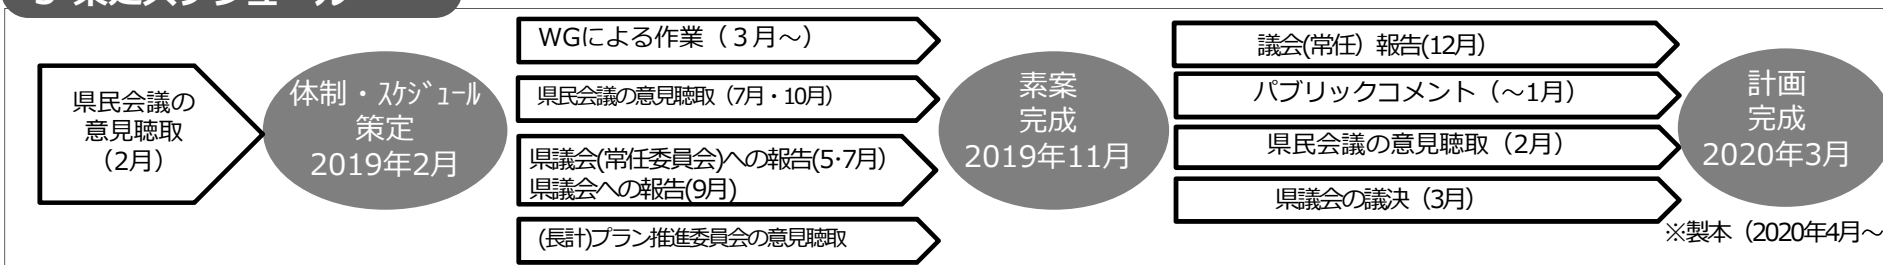 県民会議の
意見聴取
（2月）
体制・ｽｹｼﾞｭｰﾙ
策定
2019年2月
WGによる作業（３月～）
県民会議の意見聴取（7月・10月）
県議会(常任委員会)への報告(5･7月)
県議会への報告(9月)
(長計)プラン推進委員会の意見聴取
素案
完成
2019年11月
議会(常任）報告(12月)
パブリックコメント（～1月）
県民会議の意見聴取（2月）
県議会の議決（3月）
計画
完成
2020年3月
※製本（2020年4月～